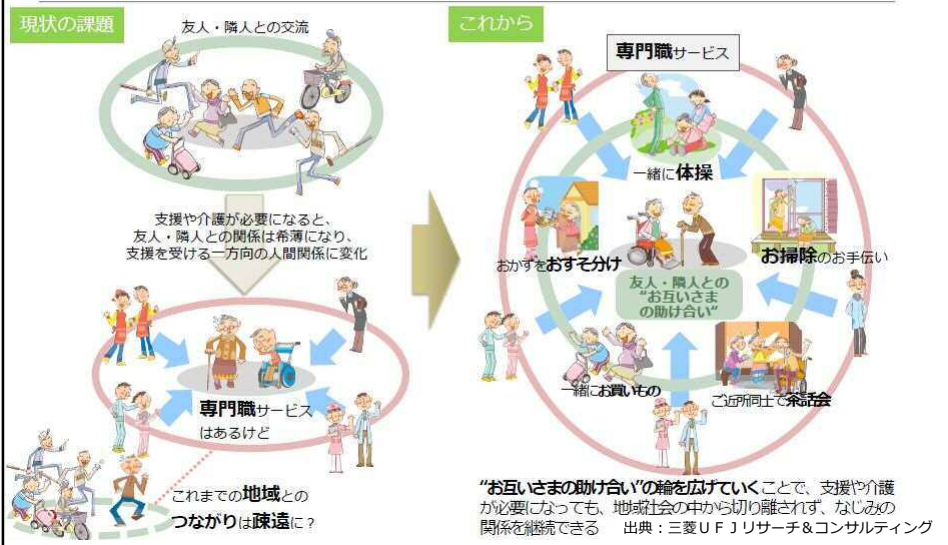 現状の課題
友人・隣人との交流
支援や介護が必要になると、
友人・隣人との関係は希薄になり、
支援を受ける一方向の人間関係に変化
専門職サービス
はあるけど
これまでの地域との
つながりは疎遠に？
これから
専門職サービス
一緒に体操
おかずをおすそ分け
お掃除のお手伝い
友人・隣人との
“お互いさま
の助け合い“
一緒にお買いもの
ご近所同士で茶話会
“お互いさまの助け合い”の輪を広げていくことで、支援や介護
が必要になっても、地域社会の中から切り離されず、なじみの
関係を継続できる 出典：三菱ＵＦＪリサーチ＆コンサルティング